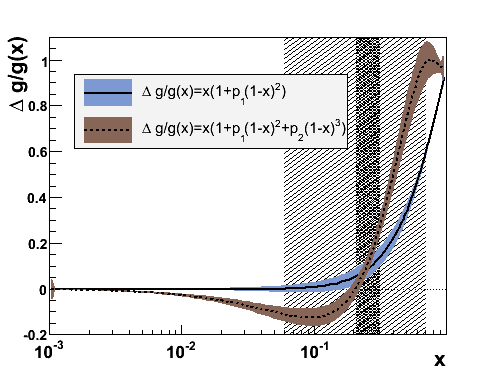 Δ g/g(x)
1
0.8
0.6
0.4
0.2
0
-0.2
Δ g/g(x)=x(1+p₁(1-x)²)
Δ g/g(x)=x(1+p₁(1-x)²+p₂(1-x)³)
10⁻³ 10⁻² 10⁻¹
x